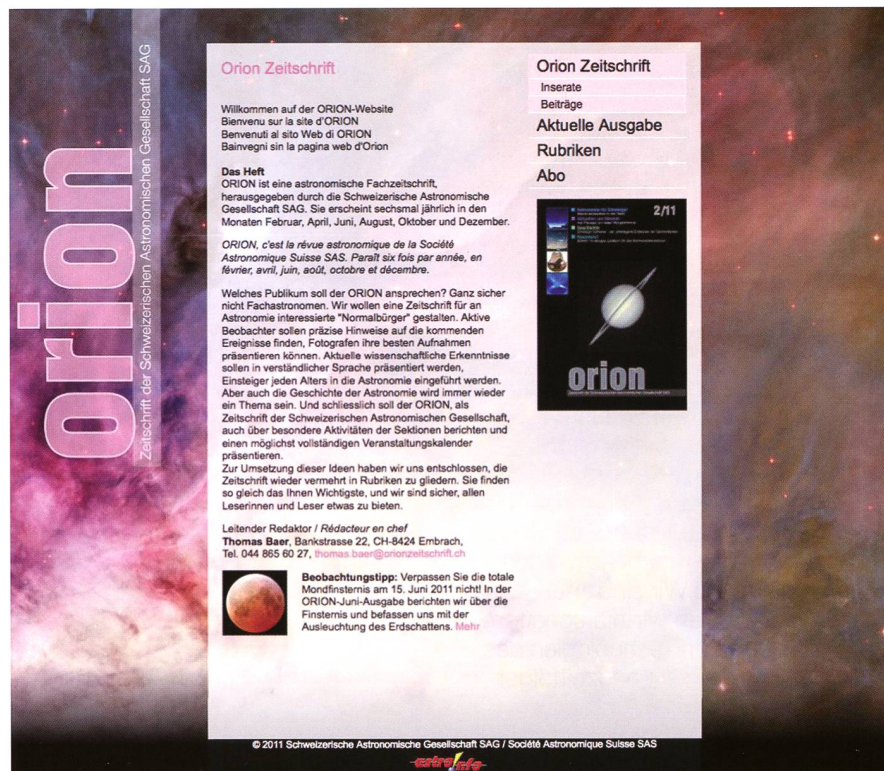 orion
Zeitschrift der Schweizerischen Astronomischen Gesellschaft SAG
Orion Zeitschrift
Willkommen auf der ORION-Website
Bienvenu sur la site d'ORION
Benvenuti al sito Web di ORION
Bainvegni sin la pagina web d'Orion
Das Heft
ORION ist eine astronomische Fachzeitschrift,
herausgegeben durch die Schweizerische Astronomische
Gesellschaft SAG. Sie erscheint sechsmal jährlich in den
Monaten Februar, April, Juni, August, Oktober und Dezember.
ORION, c'est la révue astronomique de la Société
Astronomique Suisse SAS. Paraît six fois par année, en
février, avril, juin, août, octobre et décembre.
Welches Publikum soll der ORION ansprechen? Ganz sicher
nicht Fachastronomen. Wir wollen eine Zeitschrift für an
Astronomie interessierte "Normalbürger" gestalten. Aktive
Beobachter sollen präzise Hinweise auf die kommenden
Ereignisse finden, Fotografen ihre besten Aufnahmen
präsentieren können. Aktuelle wissenschaftliche Erkenntnisse
sollen in verständlicher Sprache präsentiert werden,
Einsteiger jeden Alters in die Astronomie eingeführt werden.
Aber auch die Geschichte der Astronomie wird immer wieder
ein Thema sein. Und schliesslich soll der ORION, als
Zeitschrift der Schweizerischen Astronomischen Gesellschaft,
auch über besondere Aktivitäten der Sektionen berichten und
einen möglichst vollständigen Veranstaltungskalender
präsentieren.
Zur Umsetzung dieser Ideen haben wir uns entschlossen, die
Zeitschrift wieder vermehrt in Rubriken zu gliedern. Sie finden
so gleich das Ihnen Wichtigste, und wir sind sicher, allen
Leserinnen und Leser etwas zu bieten.
Leitender Redaktor / Rédacteur en chef
Thomas Baer, Bankstrasse 22, CH-8424 Embrach,
Tel. 044 865 60 27, thomas.baer@orionzeitschrift.ch
Beobachtungstipp: Verpassen Sie die totale
Mondfinsternis am 15. Juni 2011 nicht! In der
ORION-Juni-Ausgabe berichten wir über die
Finsternis und befassen uns mit der
Ausleuchtung des Erdschattens. Mehr
Orion Zeitschrift
Inserate
Beiträge
Aktuelle Ausgabe
Rubriken
Abo
2/11
orion
© 2011 Schweizerische Astronomische Gesellschaft SAG / Société Astronomique Suisse SAS
astro info